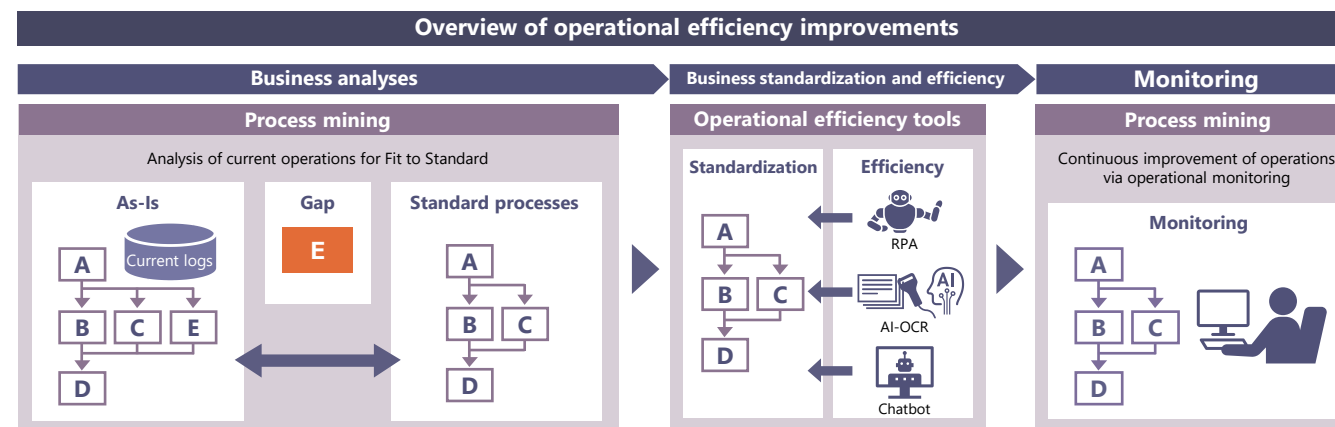 Overview of operational efficiency improvements
Business analyses
Business standardization and efficiency
Monitoring
Process mining
Analysis of current operations for Fit to Standard
As-Is
Current logs
A
B C E
D
Gap
E
Standard processes
A
B C
D
Operational efficiency tools
Standardization
A
B C
D
Efficiency
RPA
AI
AI-OCR
Chatbot
Process mining
Continuous improvement of operations
via operational monitoring
Monitoring
A
B C
D